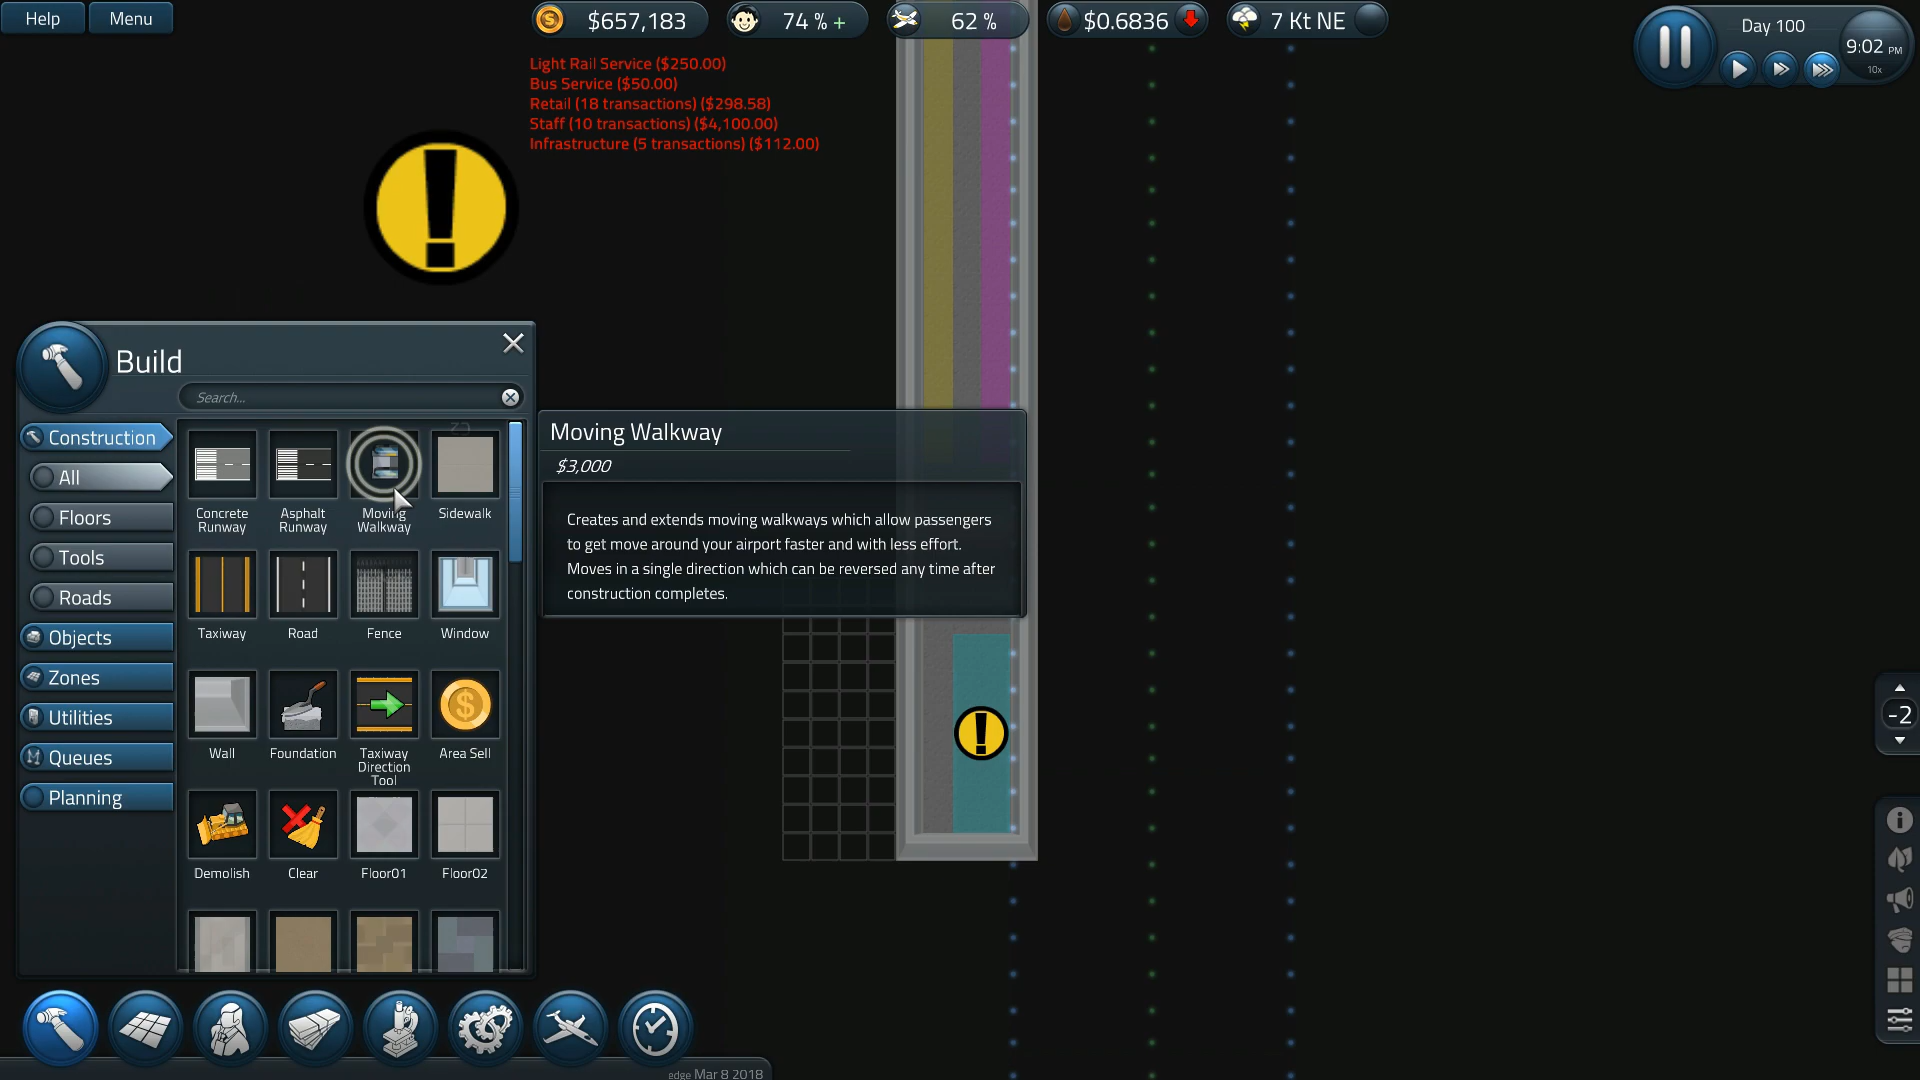 Help
Menu
$657,183
74 % +
62 %
$0.6836
7 Kt NE
Day 100
9:02 PM
10x
Light Rail Service ($250.00)
Bus Service ($50.00)
Retail (18 transactions) ($298.58)
Staff (10 transactions) ($4,100.00)
Infrastructure (5 transactions) ($112.00)
Build
Search...
Construction
All
Floors
Tools
Roads
Objects
Zones
Utilities
Queues
Planning
Concrete
Runway
Asphalt
Runway
Moving
Walkway
Sidewalk
Taxiway
Road
Fence
Window
Wall
Foundation
Taxiway
Direction
Tool
Area Sell
Demolish
Clear
Floor01
Floor02
Moving Walkway
$3,000
Creates and extends moving walkways which allow passengers
to get move around your airport faster and with less effort.
Moves in a single direction which can be reversed any time after
construction completes.
-2
edge Mar 8 2018